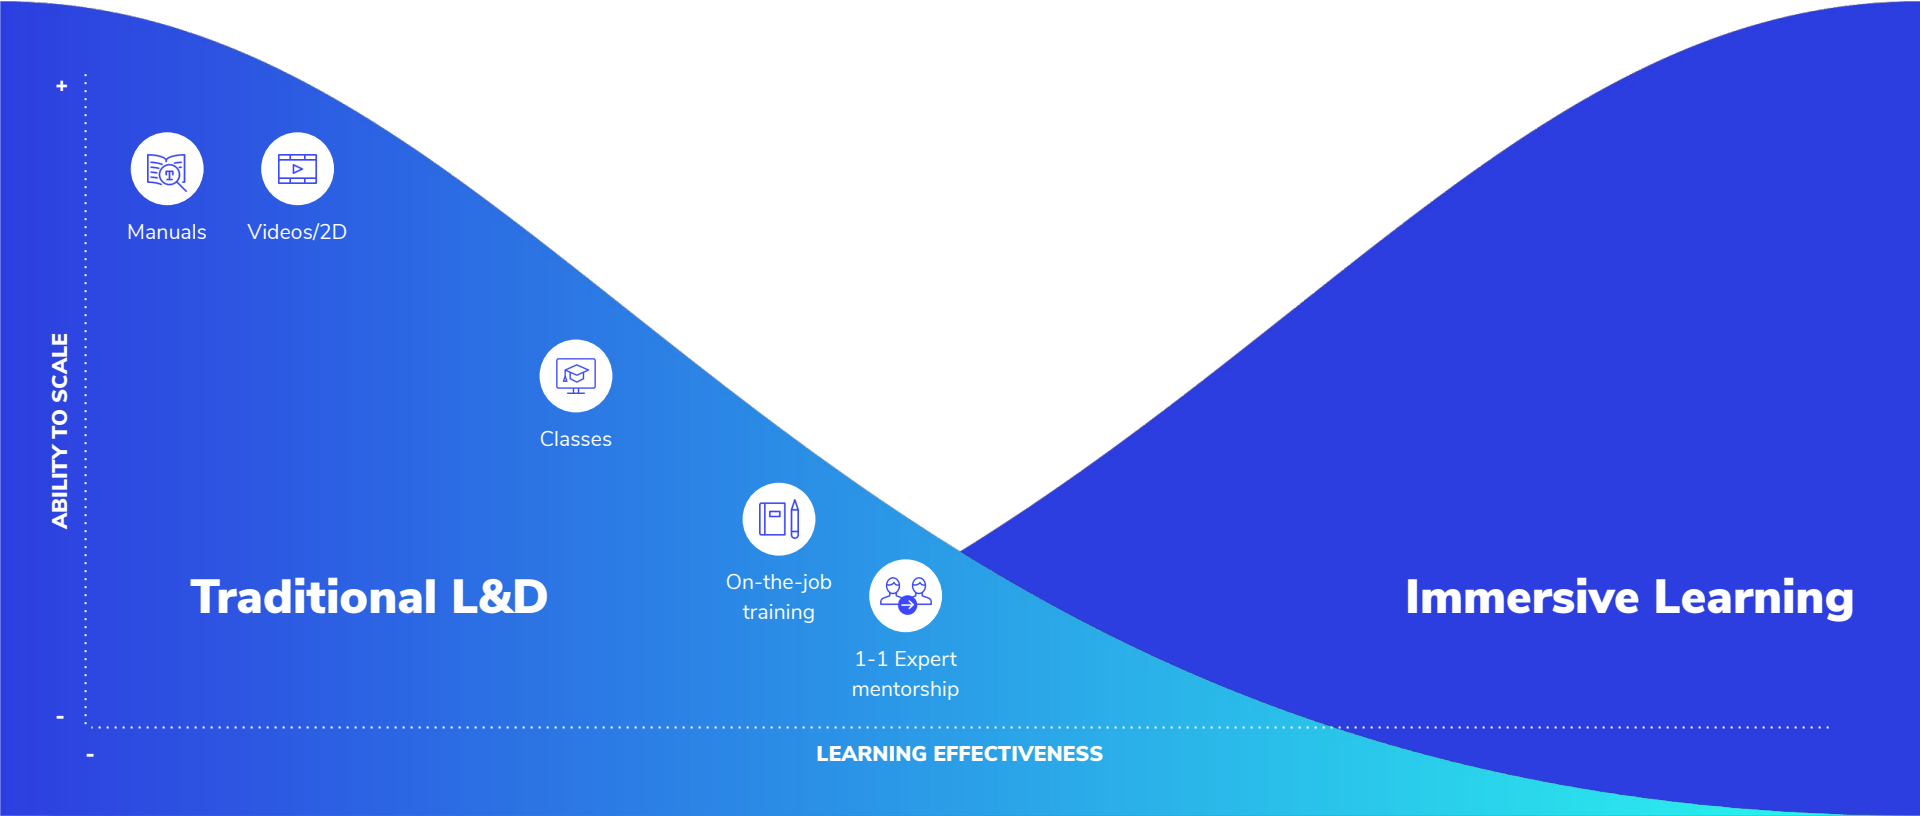 +
T
Manuals
Videos/2D
ABILITY TO SCALE
Classes
On-the-job
training
1-1 Expert
mentorship
Traditional L&D
Immersive Learning
-
-
LEARNING EFFECTIVENESS